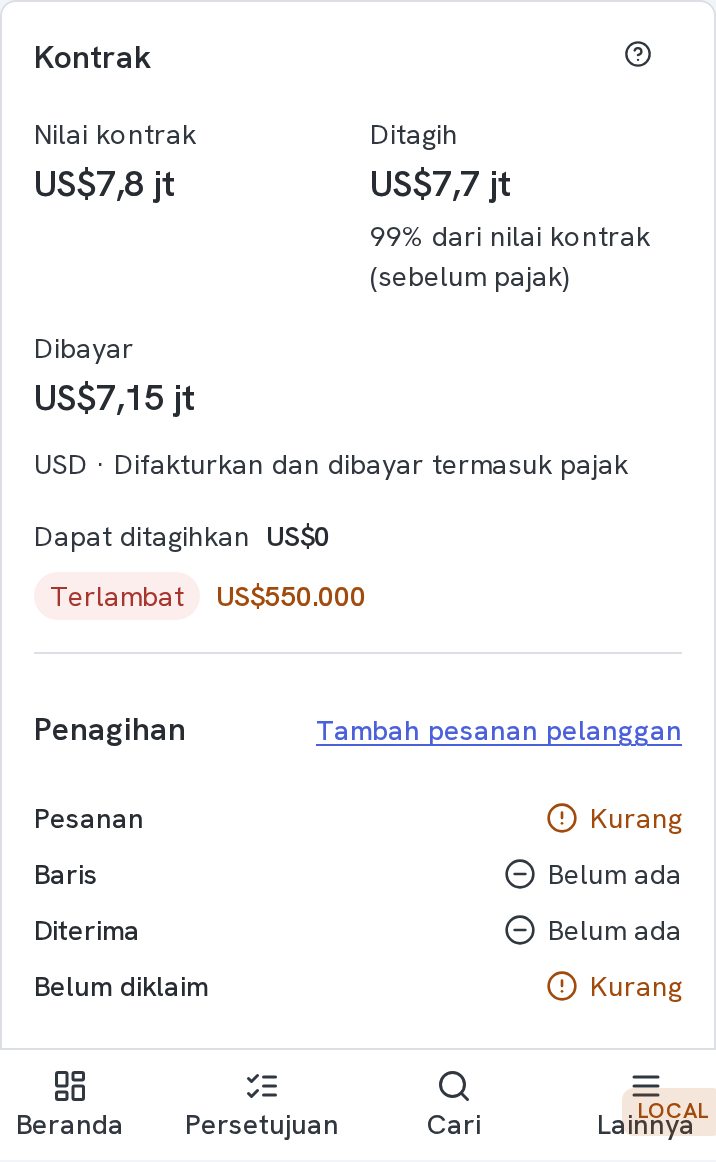 Kontrak
Nilai kontrak
US$7,8 jt
Ditagih
US$7,7 jt
99% dari nilai kontrak
(sebelum pajak)
Dibayar
US$7,15 jt
USD · Difakturkan dan dibayar termasuk pajak
Dapat ditagihkan US$0
Terlambat US$550.000
Penagihan Tambah pesanan pelanggan
Pesanan Kurang
Baris Belum ada
Diterima Belum ada
Belum diklaim Kurang
Beranda Persetujuan Cari Lainnya
LOCAL